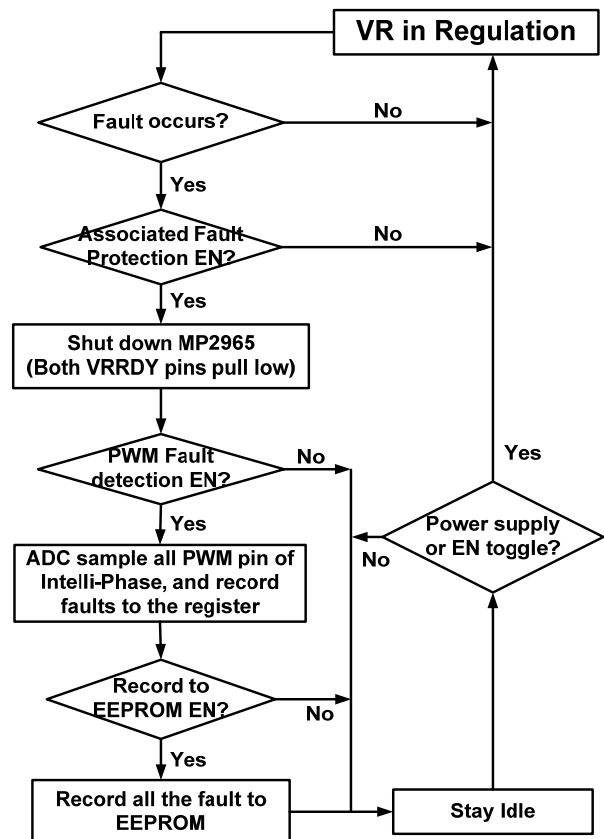 VR in Regulation
Fault occurs?
No
Yes
Associated Fault
Protection EN?
No
Yes
Shut down MP2965
(Both VRRDY pins pull low)
PWM Fault
detection EN?
No
Yes
Yes
Power supply
or EN toggle?
No
ADC sample all PWM pin of
Intelli-Phase, and record
faults to the register
Record to
EEPROM EN?
No
Yes
Record all the fault to
EEPROM
Stay Idle